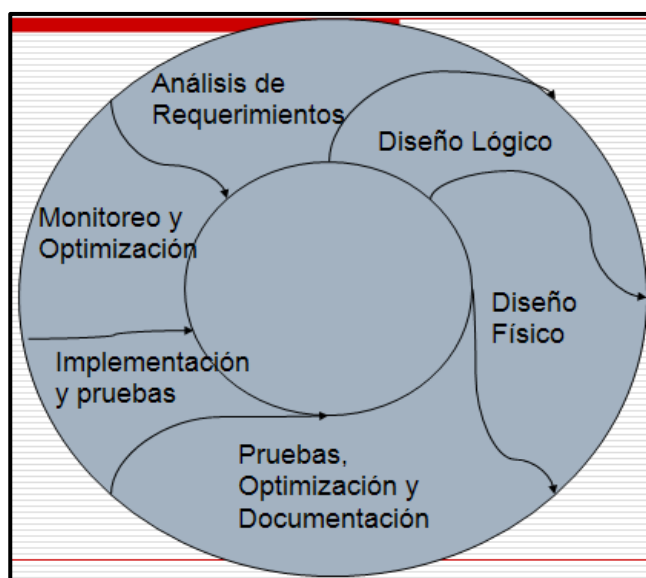 Análisis de
Requerimientos
Diseño Lógico
Monitoreo y
Optimización
Diseño
Físico
Implementación
y pruebas
Pruebas,
Optimización y
Documentación